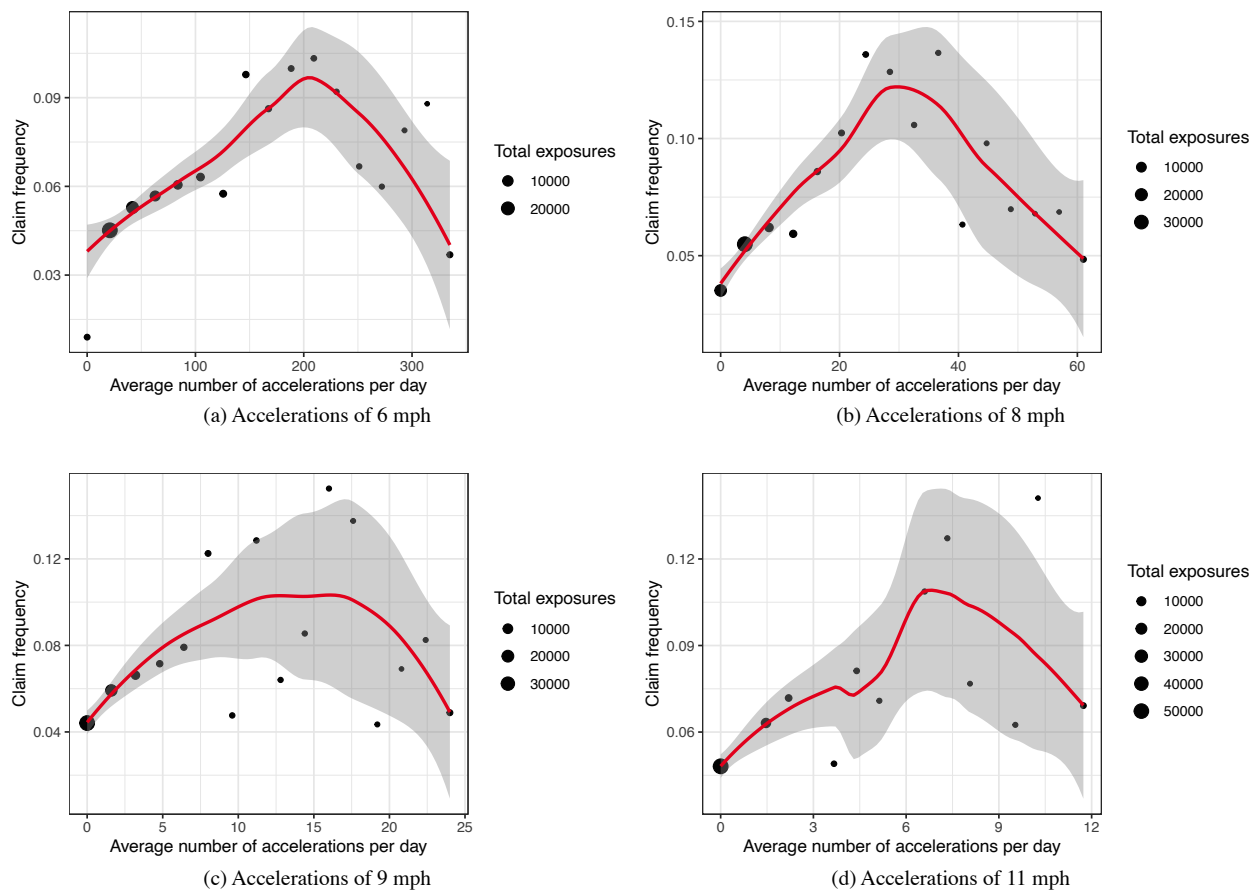 Claim frequency
0.09
0.06
0.03
0
100
200
300
Average number of accelerations per day
Total exposures
10000
20000
(a) Accelerations of 6 mph
Claim frequency
0.15
0.10
0.05
0
20
40
60
Average number of accelerations per day
Total exposures
10000
20000
30000
(b) Accelerations of 8 mph
Claim frequency
0.12
0.08
0.04
0
5
10
15
20
25
Average number of accelerations per day
Total exposures
10000
20000
30000
(c) Accelerations of 9 mph
Claim frequency
0.12
0.09
0.06
0
3
6
9
12
Average number of accelerations per day
Total exposures
10000
20000
30000
40000
50000
(d) Accelerations of 11 mph